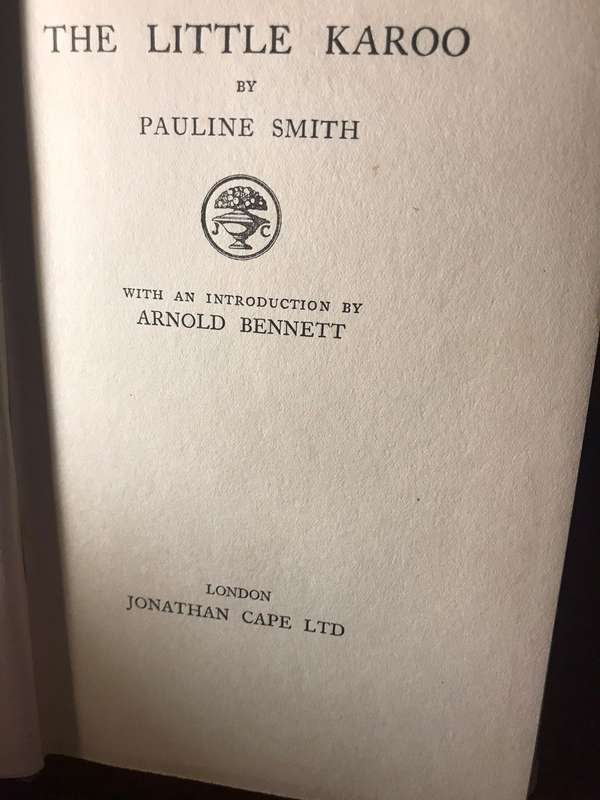 THE LITTLE KAROO
BY
PAULINE SMITH
J C
WITH AN INTRODUCTION BY
ARNOLD BENNETT
LONDON
JONATHAN CAPE LTD